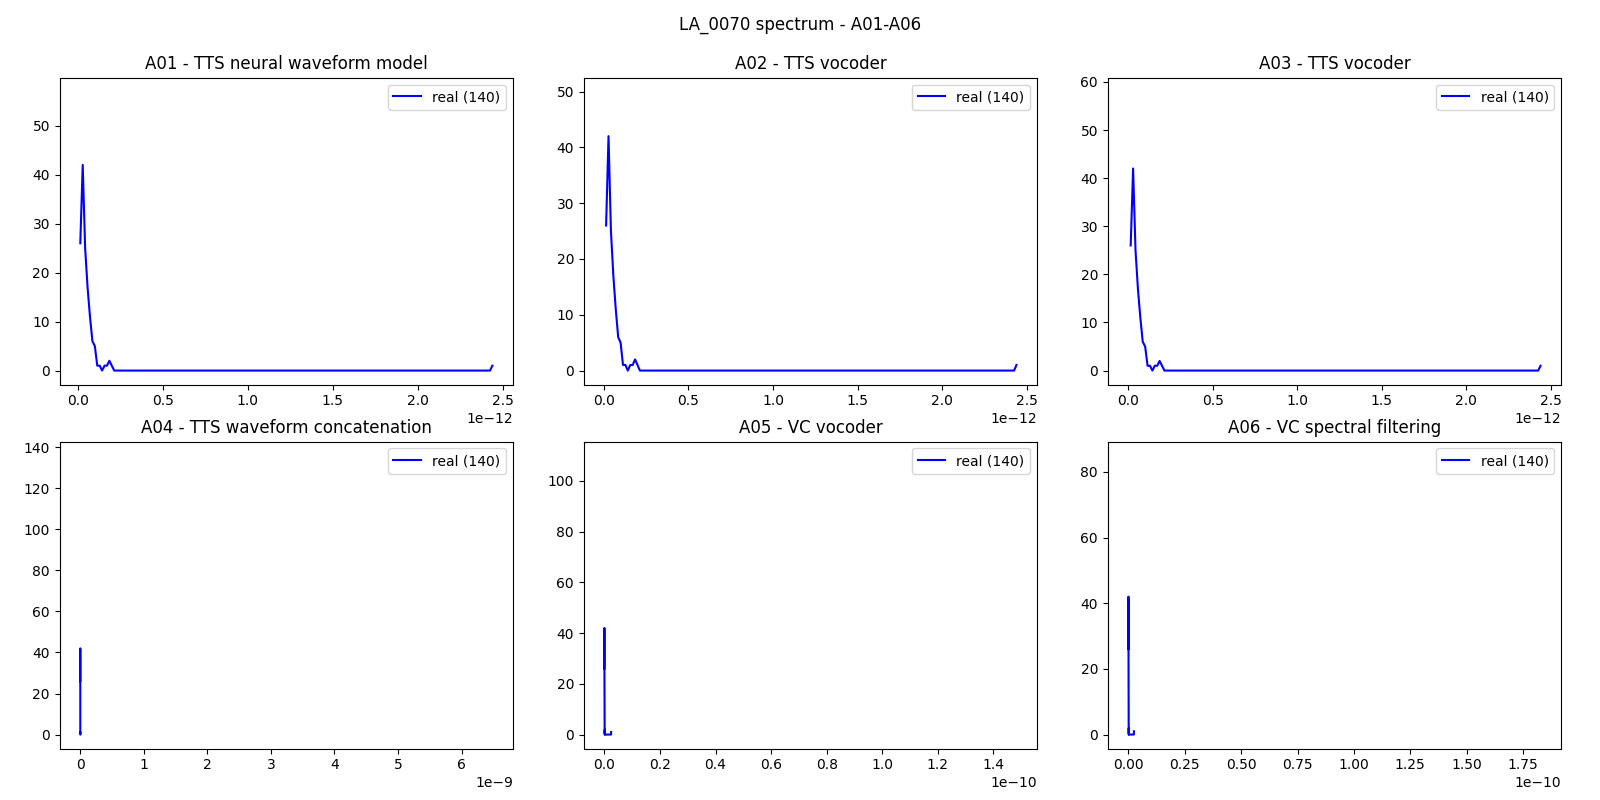 LA_0070 spectrum - A01-A06
A01 - TTS neural waveform model
real (140)
50
40
30
20
10
0
0.0 0.5 1.0 1.5 2.0 2.5
1e−12
A02 - TTS vocoder
real (140)
50
40
30
20
10
0
0.0 0.5 1.0 1.5 2.0 2.5
1e−12
A03 - TTS vocoder
real (140)
60
50
40
30
20
10
0
0.0 0.5 1.0 1.5 2.0 2.5
1e−12
A04 - TTS waveform concatenation
real (140)
140
120
100
80
60
40
20
0
0 1 2 3 4 5 6
1e−9
A05 - VC vocoder
real (140)
100
80
60
40
20
0
0.0 0.2 0.4 0.6 0.8 1.0 1.2 1.4
1e−10
A06 - VC spectral filtering
real (140)
80
60
40
20
0
0.00 0.25 0.50 0.75 1.00 1.25 1.50 1.75
1e−10